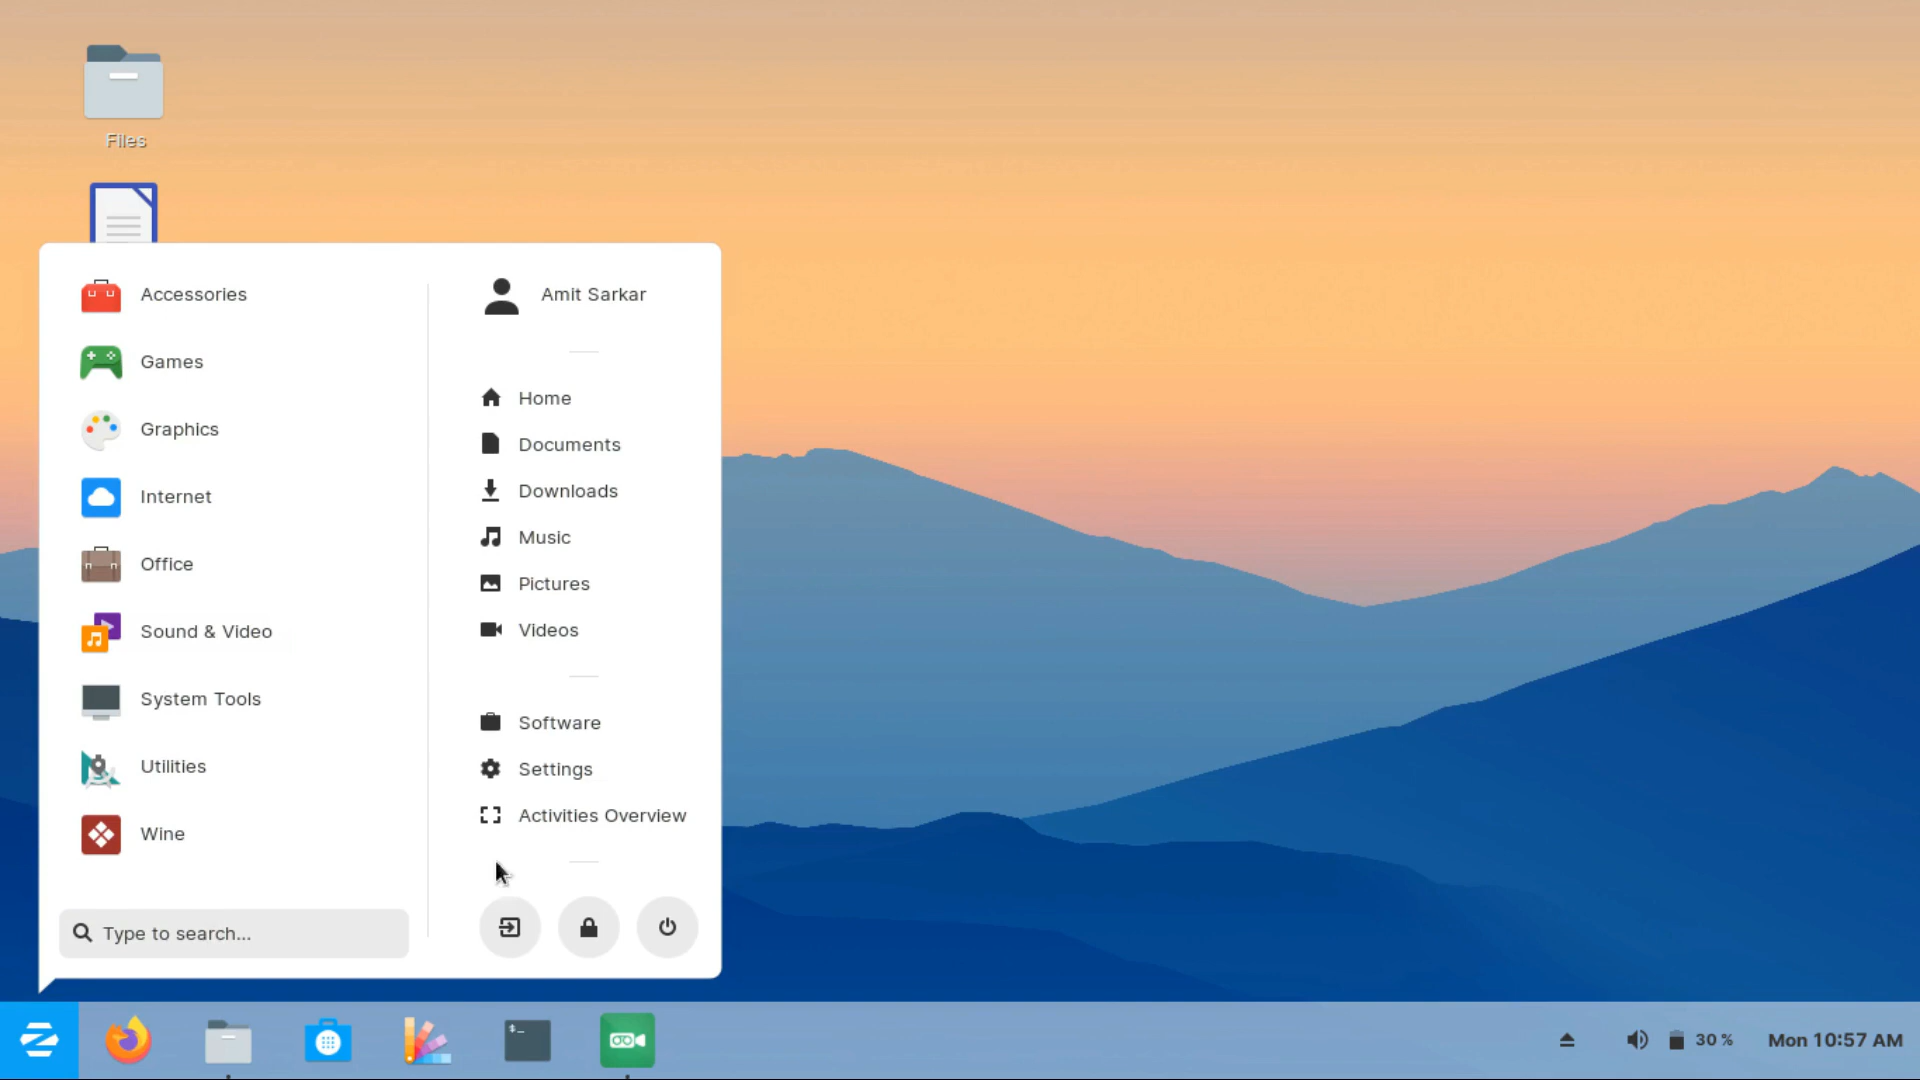 Files
Accessories
Games
Graphics
Internet
Office
Sound & Video
System Tools
Utilities
Wine
Type to search...
Amit Sarkar
Home
Documents
Downloads
Music
Pictures
Videos
Software
Settings
Activities Overview
$_
30 %
Mon 10:57 AM